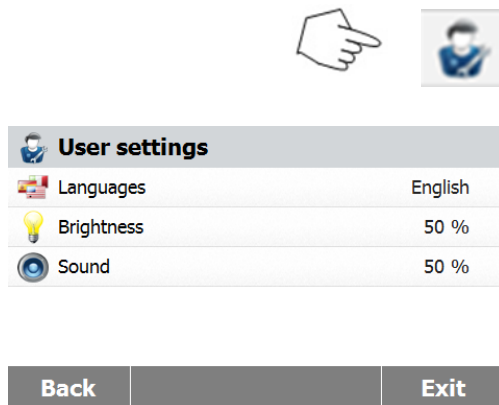 User settings
Languages English
Brightness 50 %
Sound 50 %
Back Exit